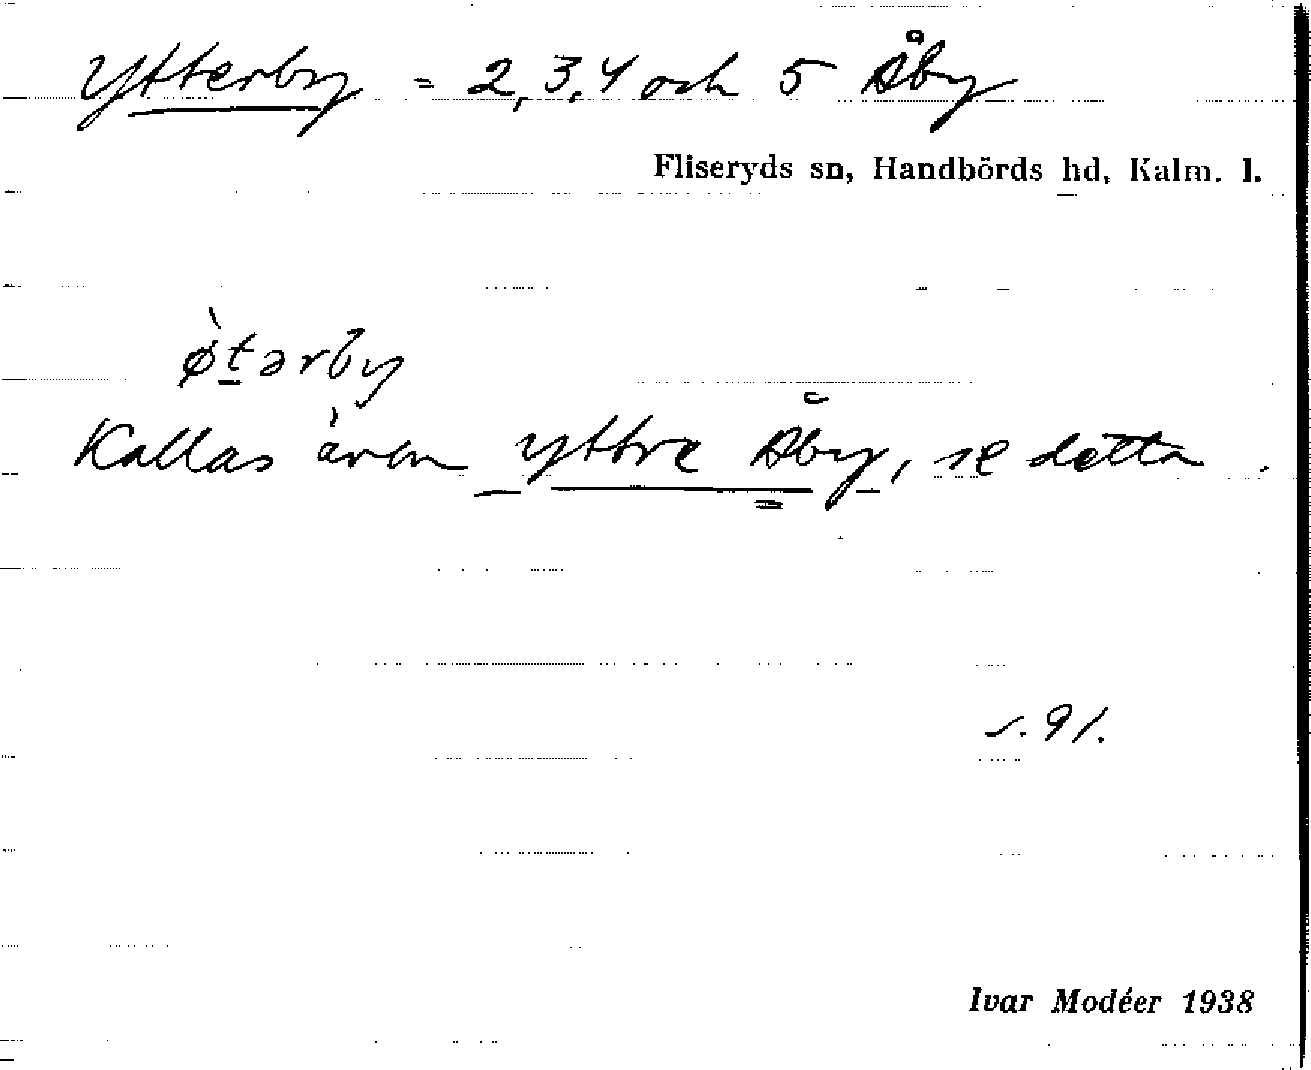 Ytterby = 2, 3, 4 och 5 Åby
Fliseryds sn, Handbörds hd, Kalm. l.
ø̀tərby
Kallas även yttre Åby, se detta.
s. 91.
Ivar Modéer 1938